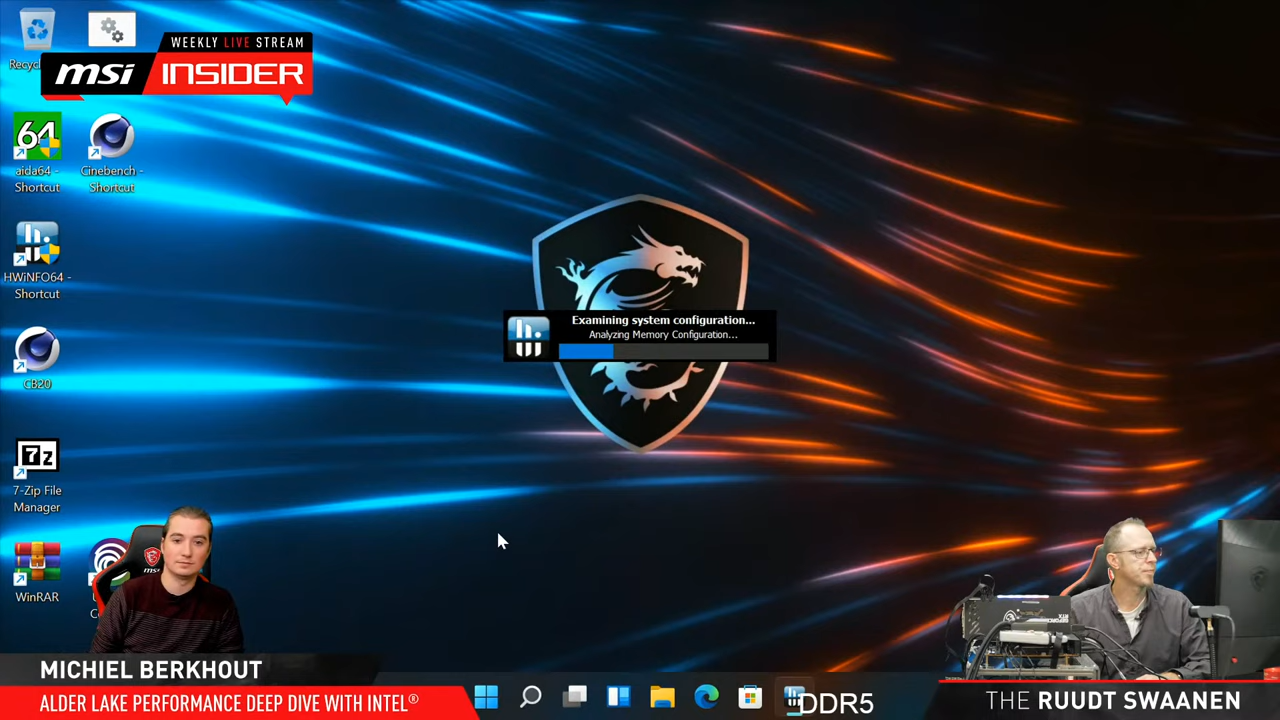 WEEKLY LIVE STREAM
msi INSIDER
64
aida64 -
Shortcut
Cinebench -
Shortcut
HWiNFO64 -
Shortcut
CB20
7z
7-Zip File
Manager
WinRAR
Examining system configuration...
Analyzing Memory Configuration...
MICHIEL BERKHOUT
ALDER LAKE PERFORMANCE DEEP DIVE WITH INTEL®
DDR5
THE RUUDT SWAANEN